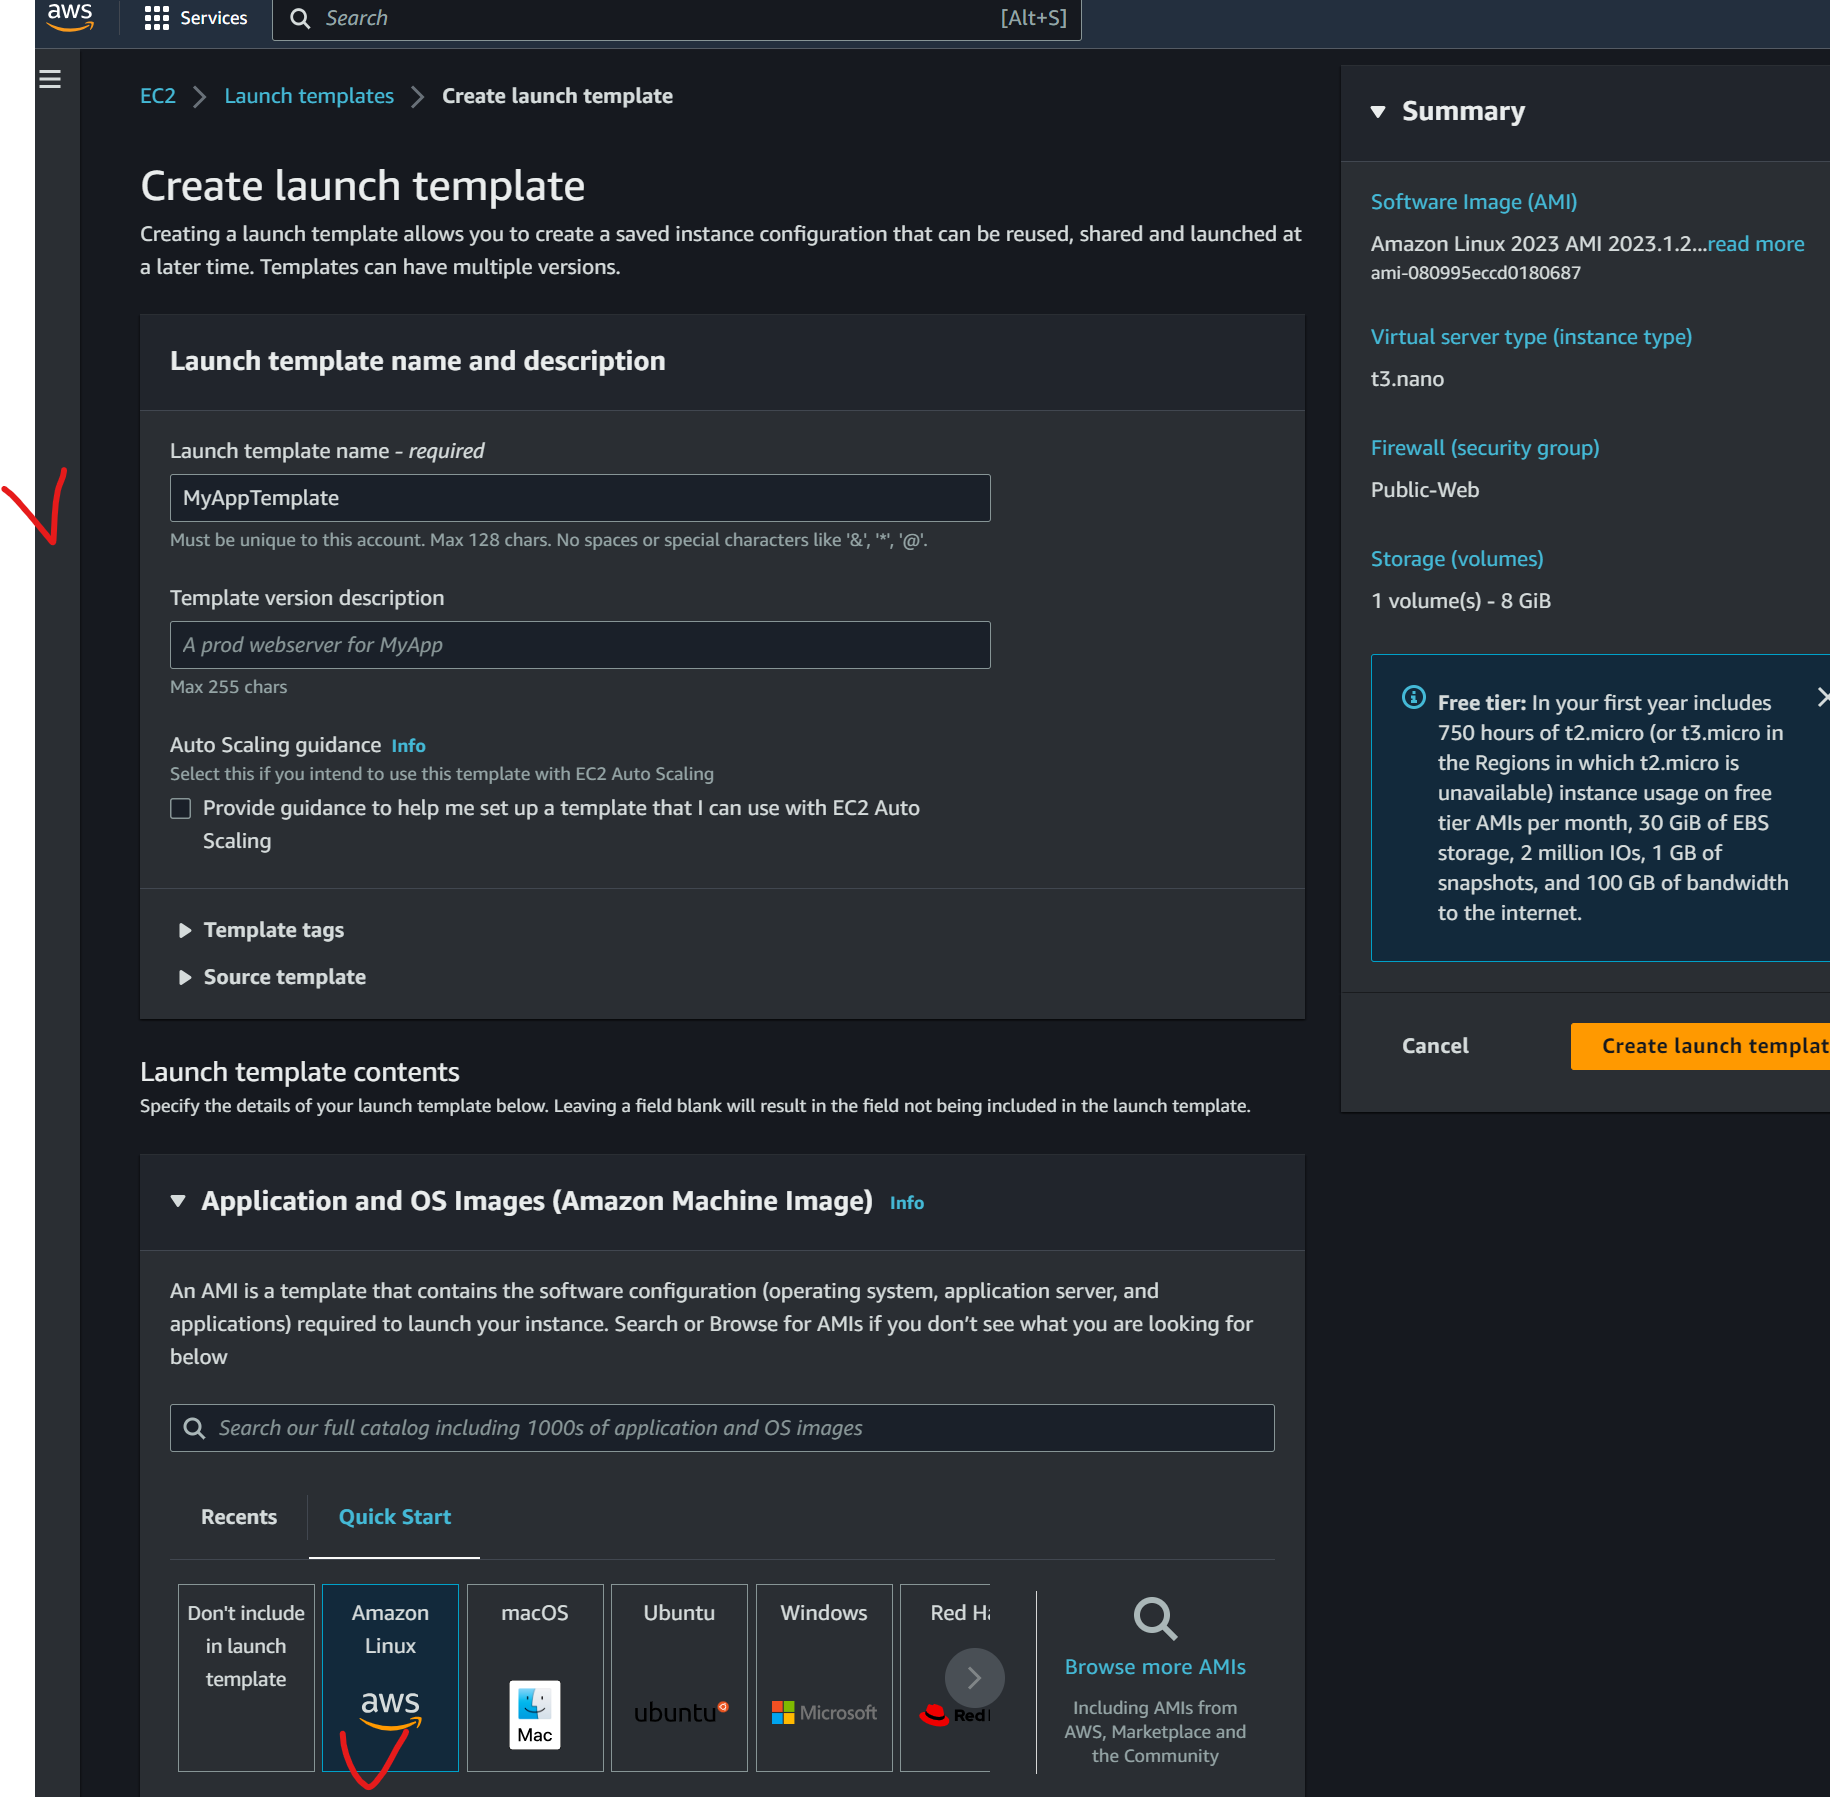 aws
Services
Search
[Alt+S]
EC2 > Launch templates > Create launch template
Create launch template
Creating a launch template allows you to create a saved instance configuration that can be reused, shared and launched at
a later time. Templates can have multiple versions.
Launch template name and description
Launch template name - required
MyAppTemplate
Must be unique to this account. Max 128 chars. No spaces or special characters like '&', '*', '@'.
Template version description
A prod webserver for MyApp
Max 255 chars
Auto Scaling guidance Info
Select this if you intend to use this template with EC2 Auto Scaling
Provide guidance to help me set up a template that I can use with EC2 Auto
Scaling
Template tags
Source template
Launch template contents
Specify the details of your launch template below. Leaving a field blank will result in the field not being included in the launch template.
Application and OS Images (Amazon Machine Image) Info
An AMI is a template that contains the software configuration (operating system, application server, and
applications) required to launch your instance. Search or Browse for AMIs if you don’t see what you are looking for
below
Search our full catalog including 1000s of application and OS images
Recents
Quick Start
Don't include
in launch
template
Amazon
Linux
aws
macOS
Mac
Ubuntu
ubuntu
Windows
Microsoft
Red Ha
Red
Browse more AMIs
Including AMIs from
AWS, Marketplace and
the Community
Summary
Software Image (AMI)
Amazon Linux 2023 AMI 2023.1.2...read more
ami-080995eccd0180687
Virtual server type (instance type)
t3.nano
Firewall (security group)
Public-Web
Storage (volumes)
1 volume(s) - 8 GiB
Free tier: In your first year includes
750 hours of t2.micro (or t3.micro in
the Regions in which t2.micro is
unavailable) instance usage on free
tier AMIs per month, 30 GiB of EBS
storage, 2 million IOs, 1 GB of
snapshots, and 100 GB of bandwidth
to the internet.
Cancel
Create launch templat